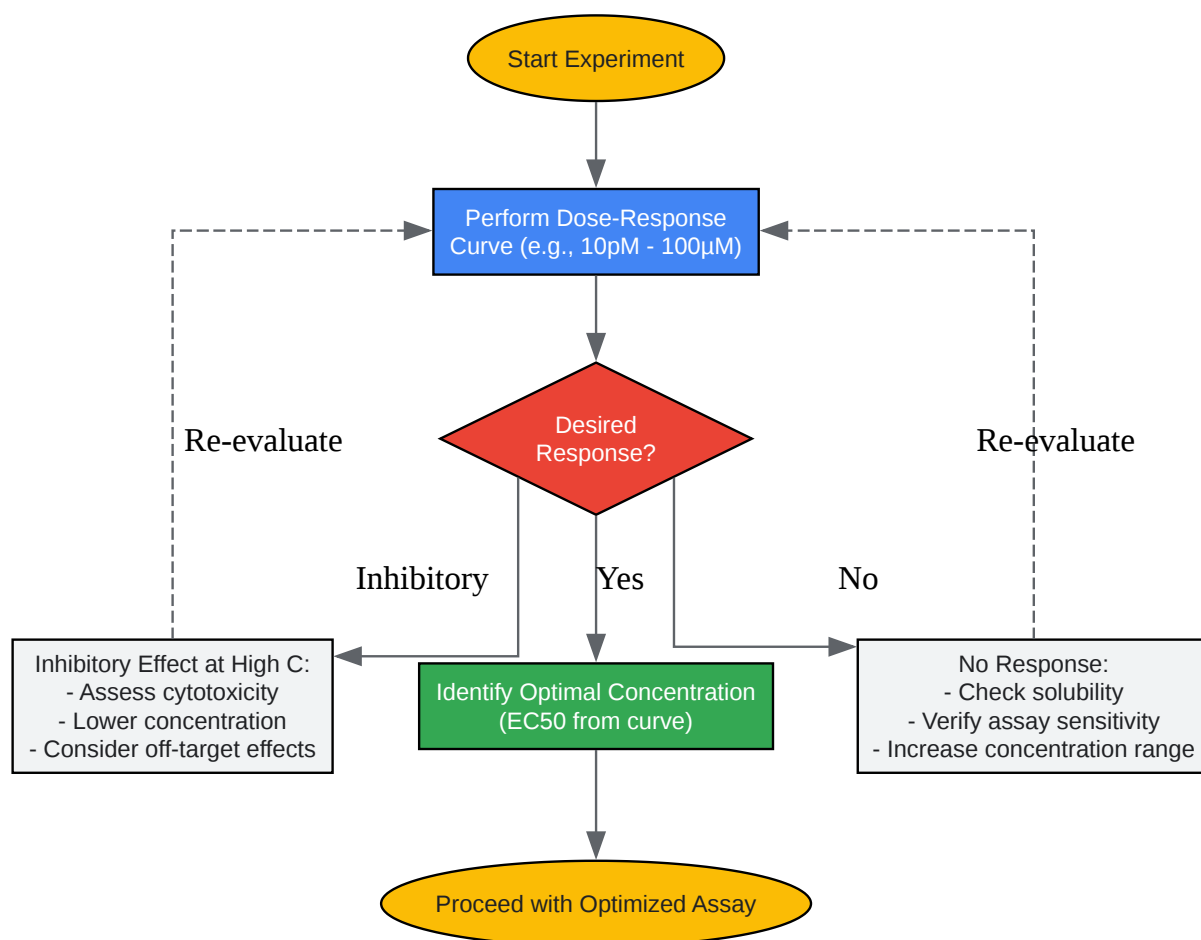 Start Experiment
Perform Dose-Response
Curve (e.g., 10pM - 100µM)
Desired
Response?
Re-evaluate
Re-evaluate
Inhibitory
Yes
No
Inhibitory Effect at High C:
- Assess cytotoxicity
- Lower concentration
- Consider off-target effects
Identify Optimal Concentration
(EC50 from curve)
No Response:
- Check solubility
- Verify assay sensitivity
- Increase concentration range
Proceed with Optimized Assay